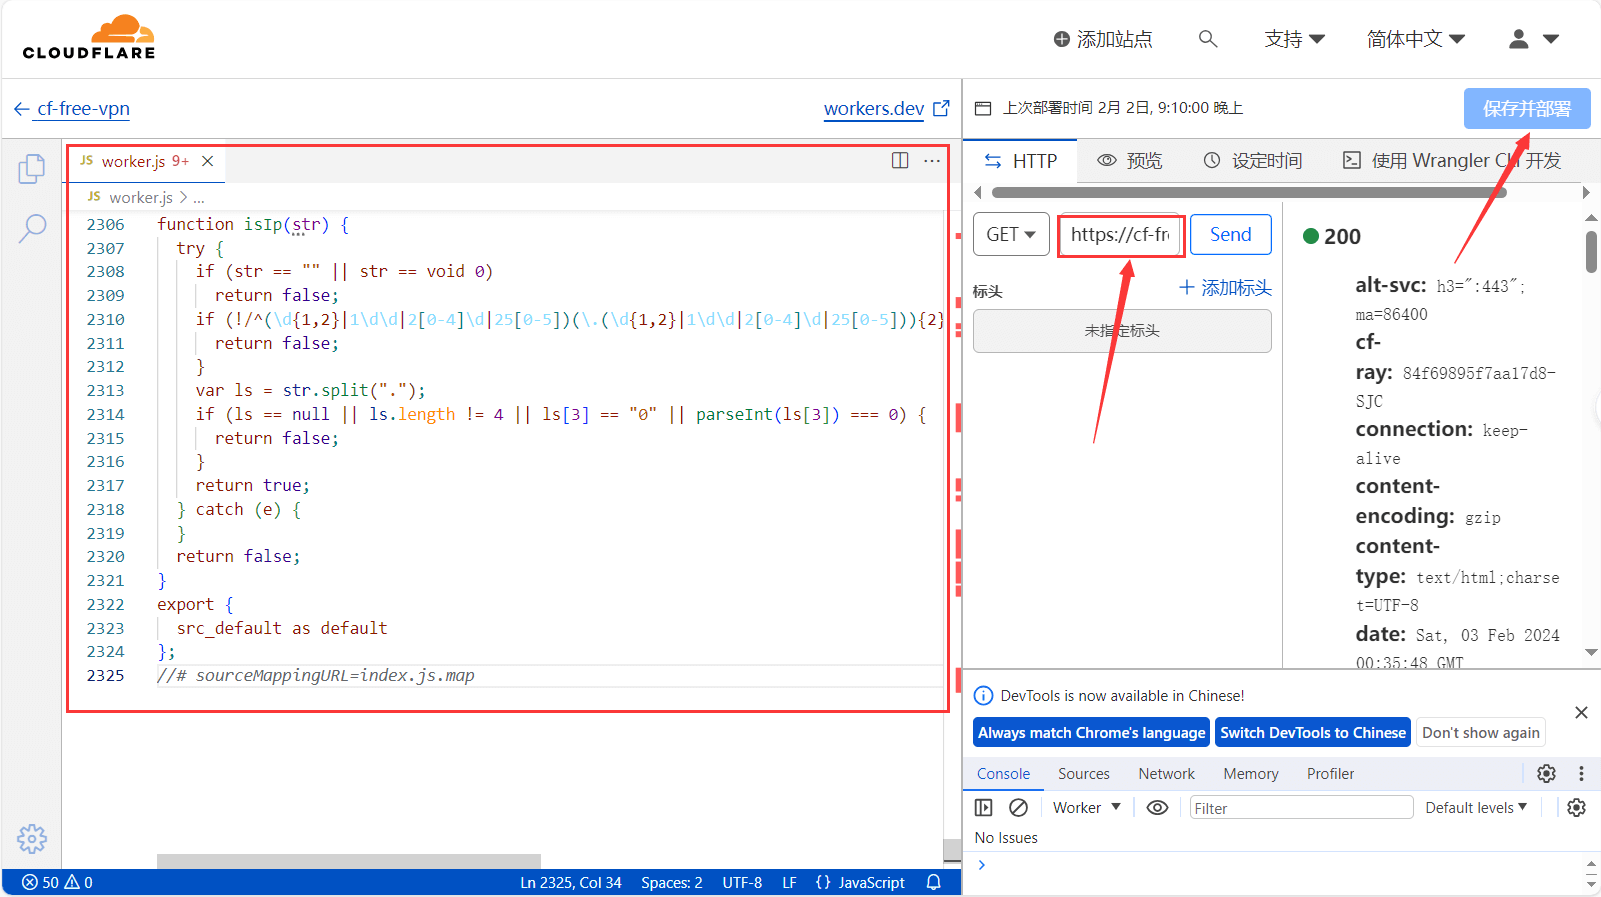 CLOUDFLARE
添加站点
支持
简体中文
cf-free-vpn
workers.dev
上次部署时间 2月 2日, 9:10:00 晚上
保存并部署
JS worker.js 9+
JS worker.js > ...
HTTP
预览
设定时间
使用 Wrangler CLI 开发
2306 function isIp(str) {
2307 try {
2308 if (str == "" || str == void 0)
2309 return false;
2310 if (!/^(\d{1,2}|1\d\d|2[0-4]\d|25[0-5])(\.(\d{1,2}|1\d\d|2[0-4]\d|25[0-5])){2}
2311 return false;
2312 }
2313 var ls = str.split(".");
2314 if (ls == null || ls.length != 4 || ls[3] == "0" || parseInt(ls[3]) === 0) {
2315 return false;
2316 }
2317 return true;
2318 } catch (e) {
2319 }
2320 return false;
2321 }
2322 export {
2323 src_default as default
2324 };
2325 //# sourceMappingURL=index.js.map
GET
https://cf-fr
Send
标头
添加标头
未指定标头
200
alt-svc: h3=":443";
ma=86400
cf-
ray: 84f69895f7aa17d8-
SJC
connection: keep-
alive
content-
encoding: gzip
content-
type: text/html;charse
t=UTF-8
date: Sat, 03 Feb 2024
00:35:48 GMT
DevTools is now available in Chinese!
Always match Chrome's language
Switch DevTools to Chinese
Don't show again
Console
Sources
Network
Memory
Profiler
Worker
Filter
Default levels
No Issues
50 0
Ln 2325, Col 34
Spaces: 2
UTF-8
LF
{} JavaScript